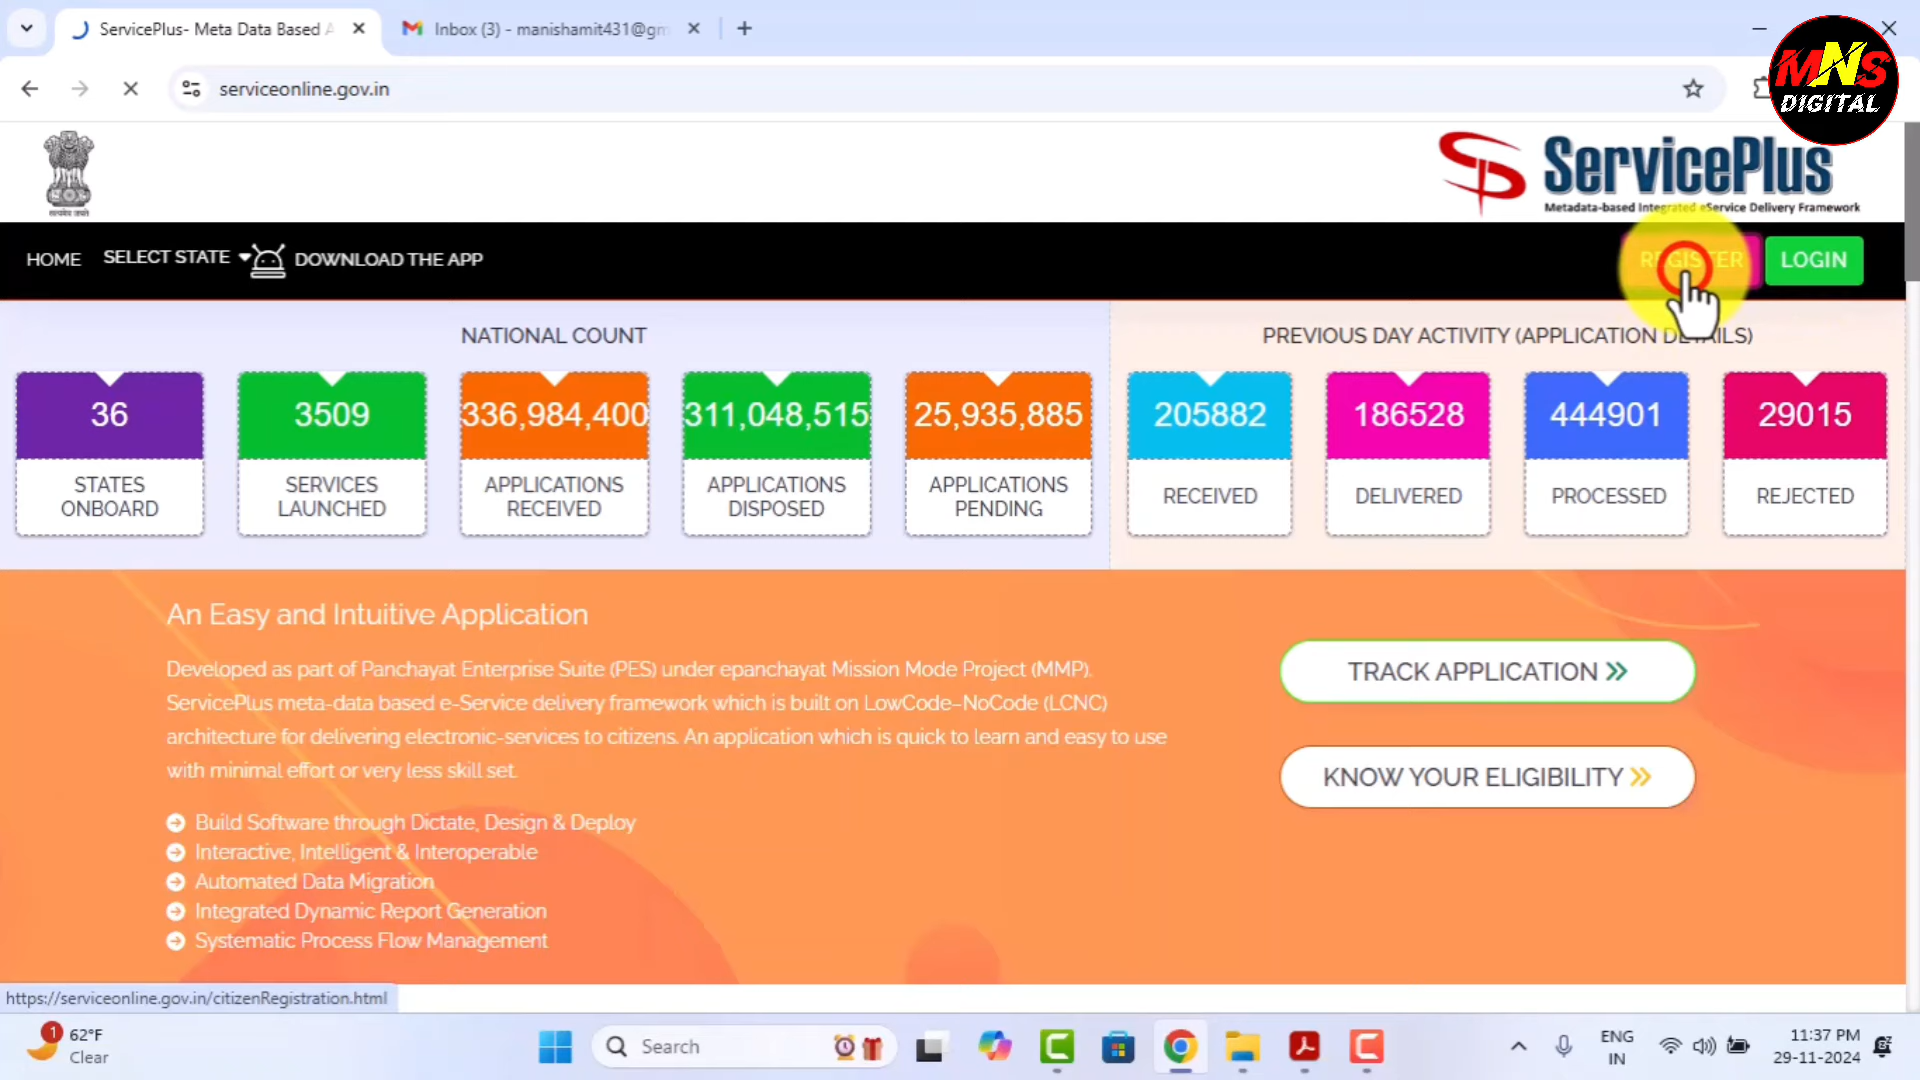 ServicePlus- Meta Data Based A
Inbox (3) - manishamit431@gm
serviceonline.gov.in
MNS
DIGITAL
सत्यमेव जयते
ServicePlus
Metadata-based Integrated eService Delivery Framework
HOME
SELECT STATE
DOWNLOAD THE APP
REGISTER
LOGIN
NATIONAL COUNT
PREVIOUS DAY ACTIVITY (APPLICATION DETAILS)
36
3509
336,984,400
311,048,515
25,935,885
205882
186528
444901
29015
STATES
ONBOARD
SERVICES
LAUNCHED
APPLICATIONS
RECEIVED
APPLICATIONS
DISPOSED
APPLICATIONS
PENDING
RECEIVED
DELIVERED
PROCESSED
REJECTED
An Easy and Intuitive Application
Developed as part of Panchayat Enterprise Suite (PES) under epanchayat Mission Mode Project (MMP).
ServicePlus meta-data based e-Service delivery framework which is built on LowCode-NoCode (LCNC)
architecture for delivering electronic-services to citizens. An application which is quick to learn and easy to use
with minimal effort or very less skill set.
Build Software through Dictate, Design & Deploy
Interactive, Intelligent & Interoperable
Automated Data Migration
Integrated Dynamic Report Generation
Systematic Process Flow Management
TRACK APPLICATION
KNOW YOUR ELIGIBILITY
https://serviceonline.gov.in/citizenRegistration.html
1
62°F
Clear
Search
ENG
IN
11:37 PM
29-11-2024